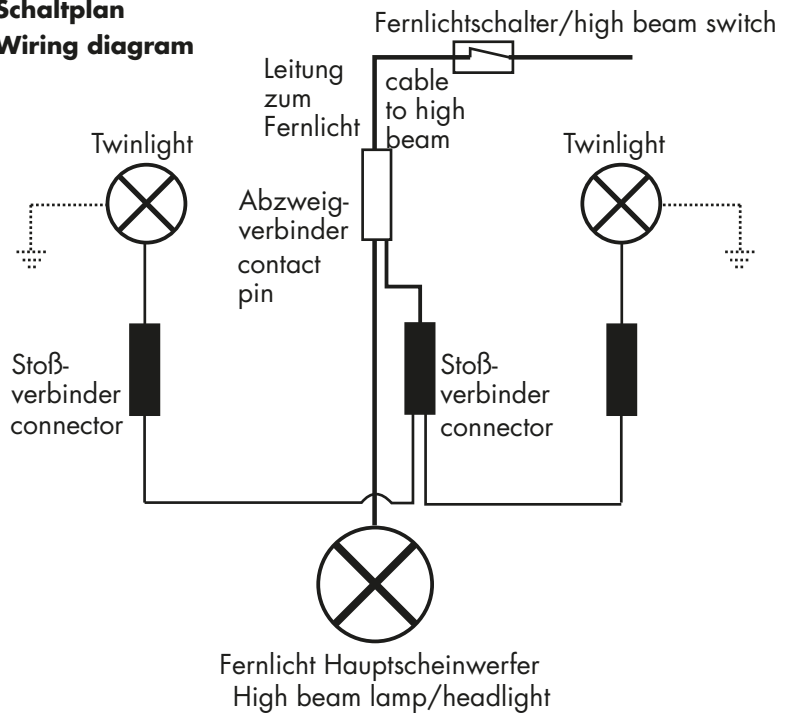 Schaltplan
Wiring diagram
Fernlichtschalter/high beam switch
Leitung
zum
Fernlicht
cable
to high
beam
Twinlight
Twinlight
Abzweig-
verbinder
contact
pin
Stoß-
verbinder
connector
Stoß-
verbinder
connector
Fernlicht Hauptscheinwerfer
High beam lamp/headlight